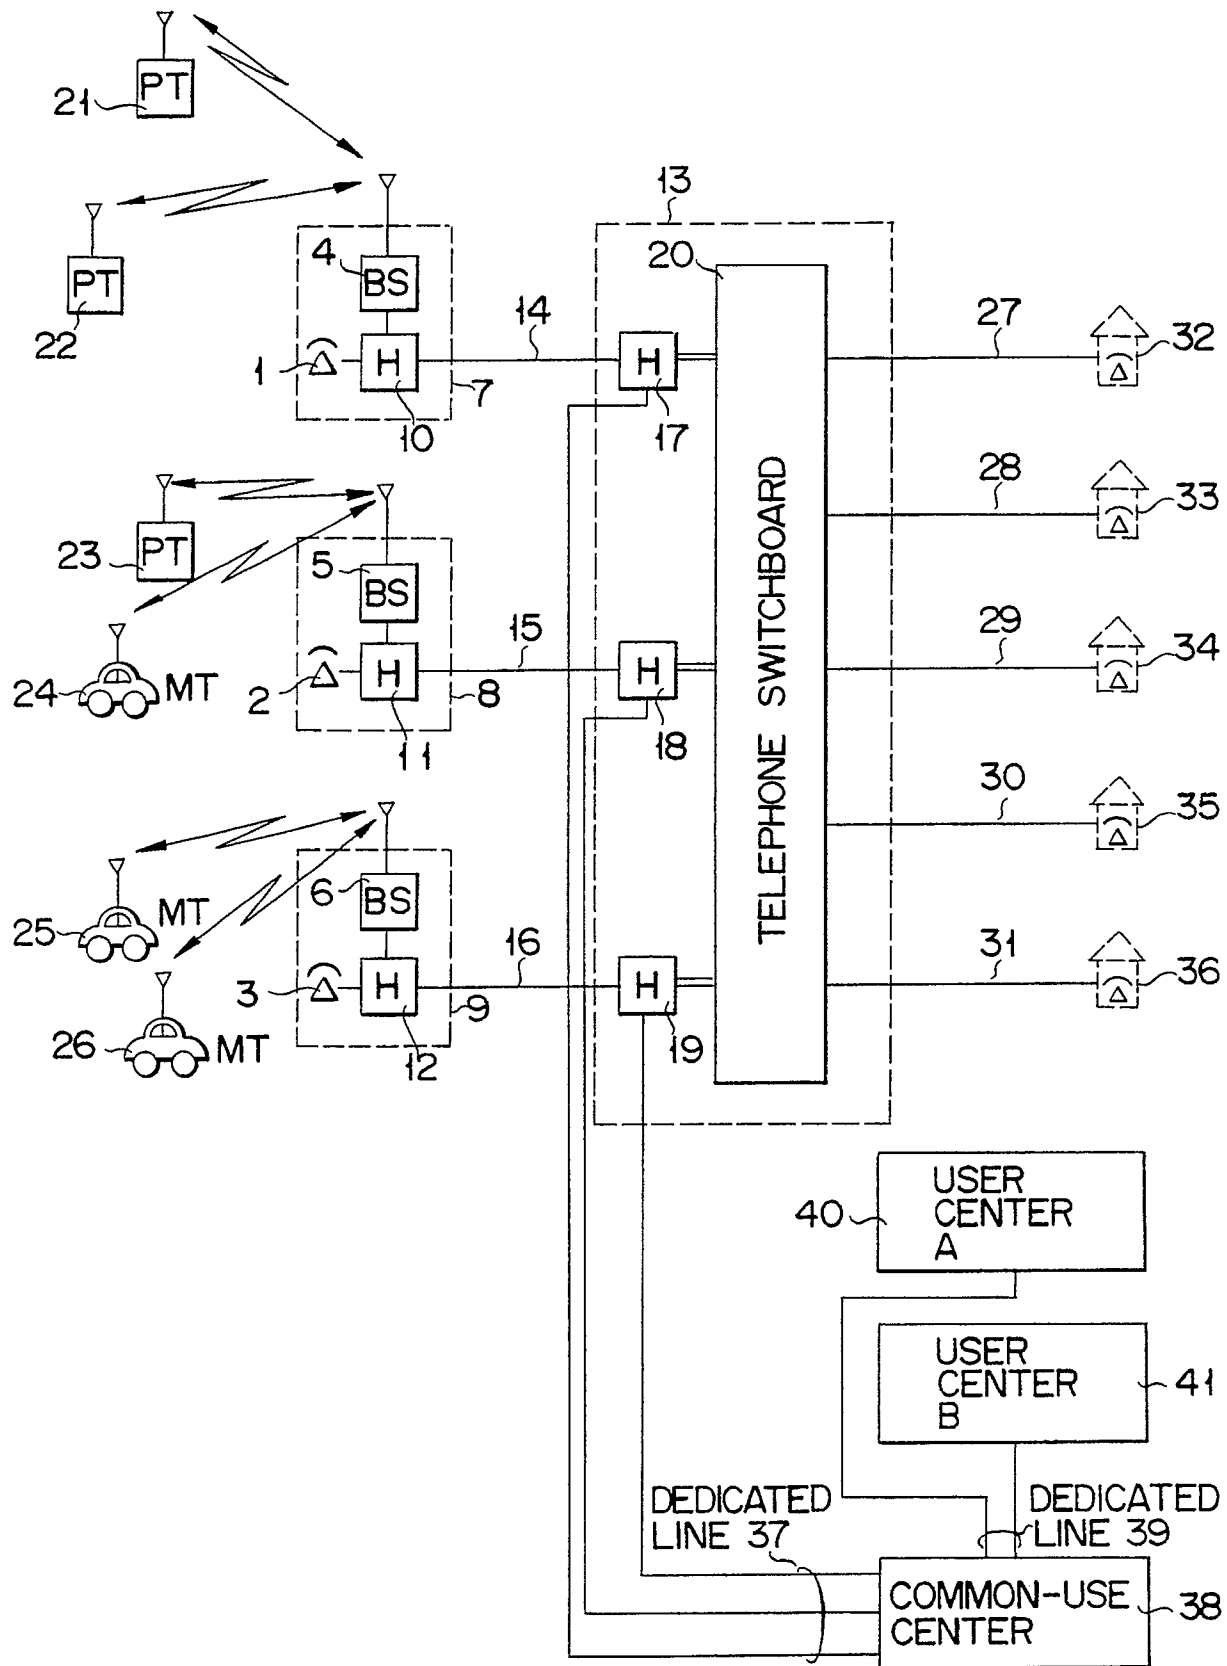 PT
21
PT
22
13
4
BS
20
14
27
32
1
H
H
7
10
17
28
33
23
PT
5
BS
TELEPHONE SWITCHBOARD
15
29
34
24
MT
2
H
H
8
11
18
30
35
25
MT
6
BS
16
31
36
3
H
H
9
26
MT
12
19
40
USER
CENTER
A
USER
CENTER
B
41
DEDICATED
LINE 37
DEDICATED
LINE 39
COMMON-USE
CENTER
38